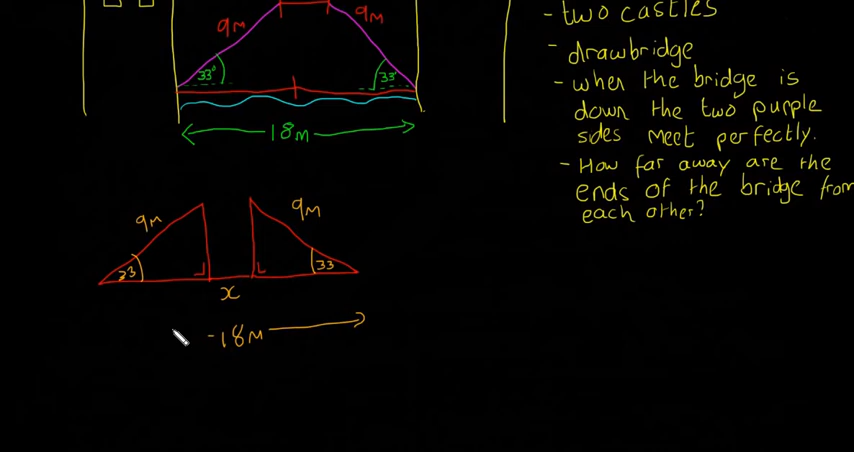 9m 9m
33° 33°
18m
- two castles
- drawbridge
- when the bridge is
down the two purple
sides meet perfectly.
- How far away are the
ends of the bridge from
each other?
9m 9m
33 33
x
-18m